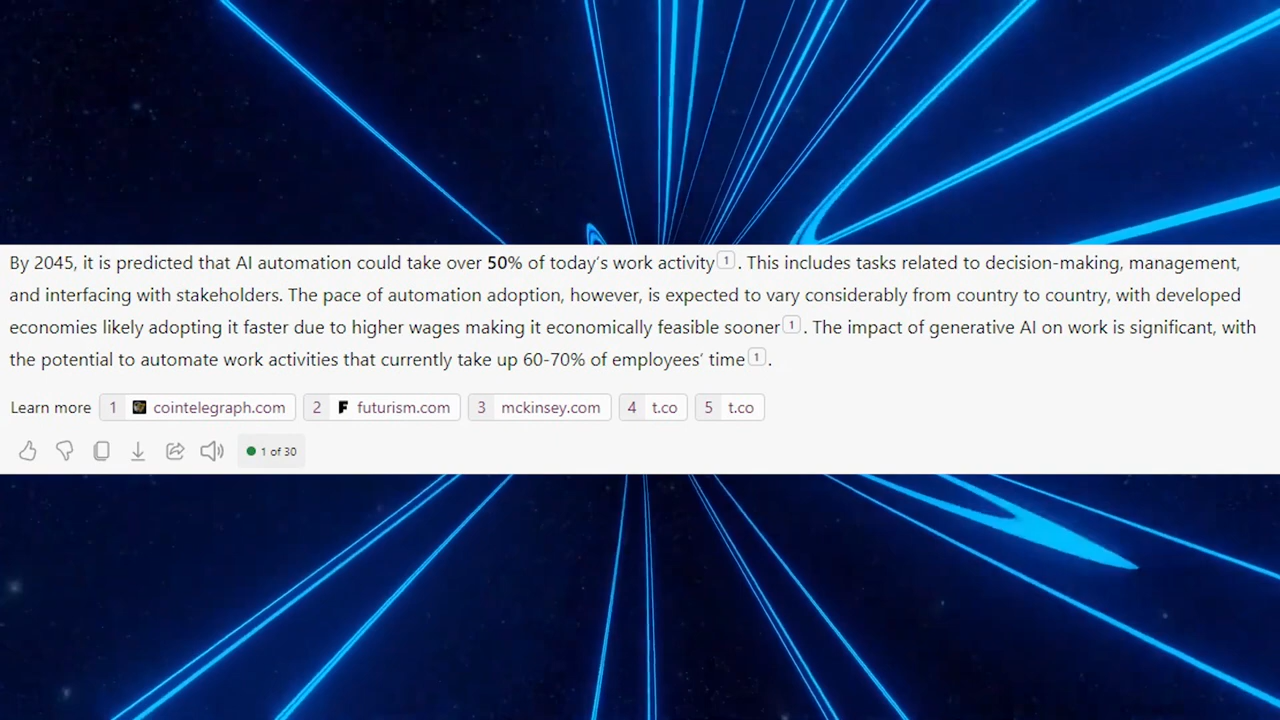 By 2045, it is predicted that AI automation could take over 50% of today's work activity 1 . This includes tasks related to decision-making, management,
and interfacing with stakeholders. The pace of automation adoption, however, is expected to vary considerably from country to country, with developed
economies likely adopting it faster due to higher wages making it economically feasible sooner 1 . The impact of generative AI on work is significant, with
the potential to automate work activities that currently take up 60-70% of employees' time 1 .
Learn more 1 cointelegraph.com 2 futurism.com 3 mckinsey.com 4 t.co 5 t.co
1 of 30